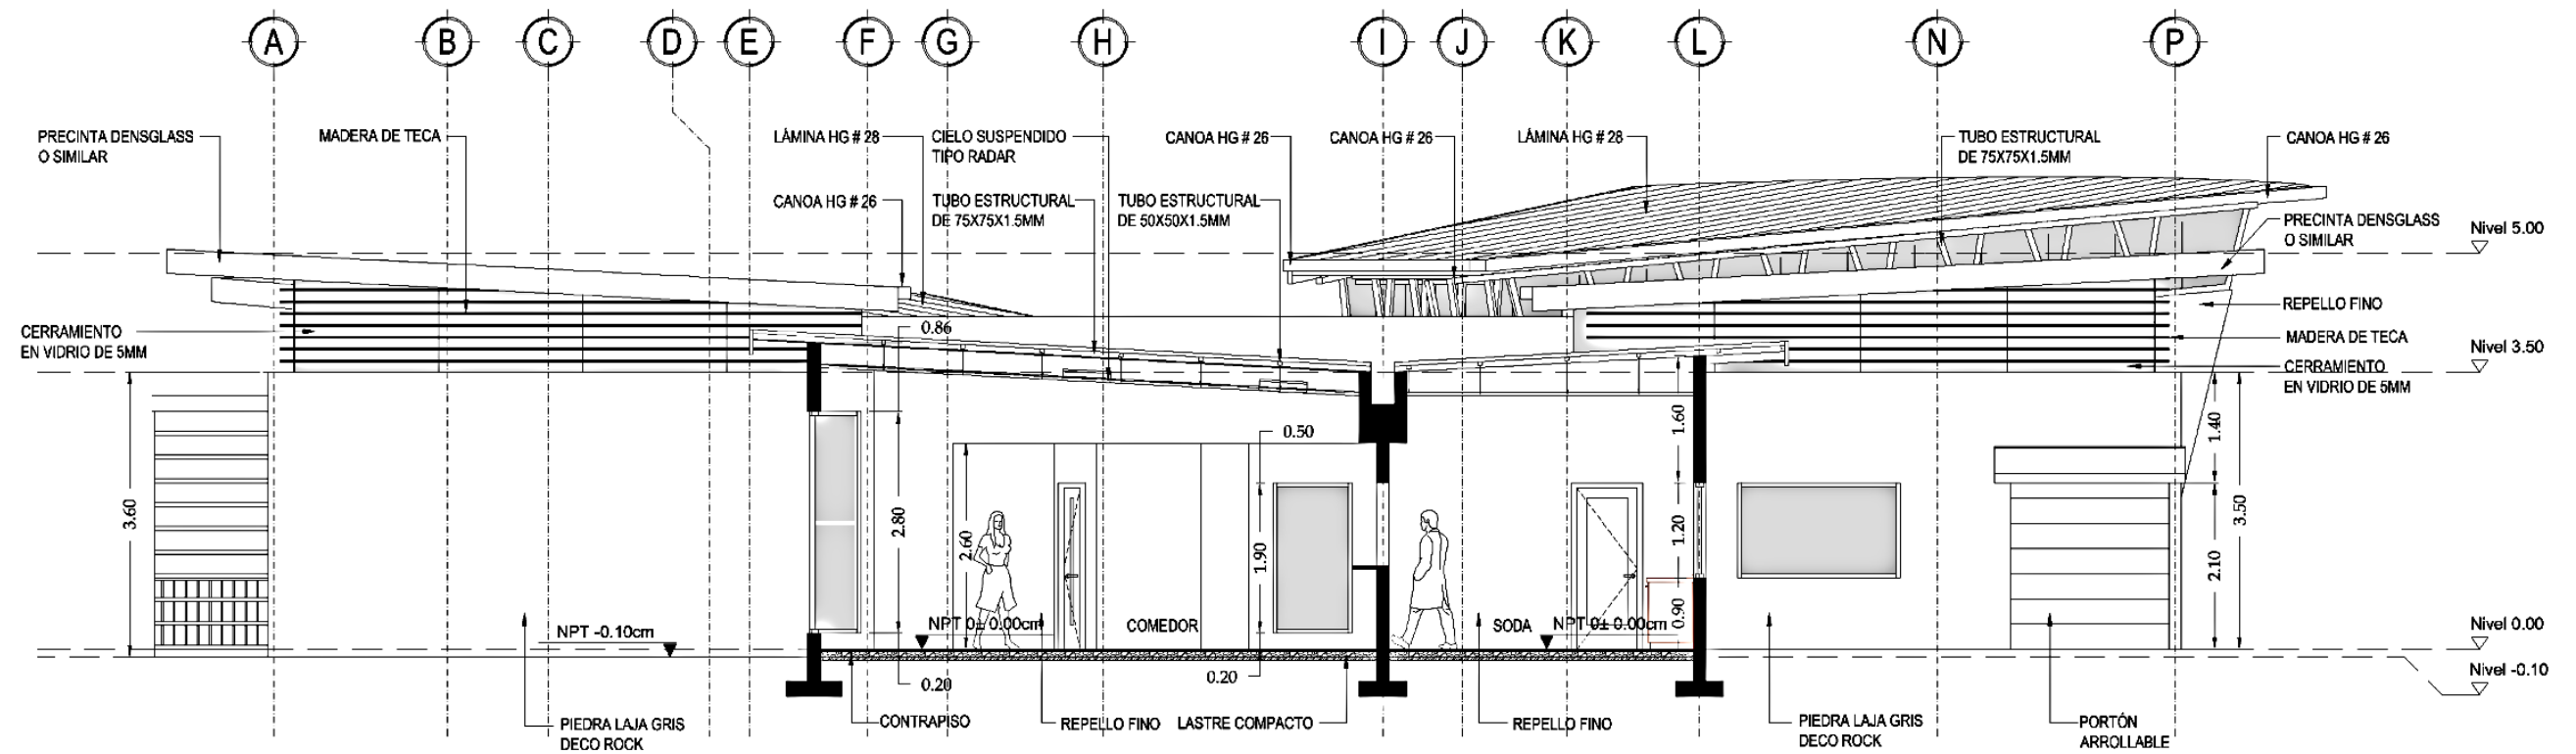 A B C D E F G H I J K L N P
PRECINTA DENSGLASS
O SIMILAR
MADERA DE TECA
LÁMINA HG # 28
CIELO SUSPENDIDO
TIPO RADAR
CANOA HG # 26
CANOA HG # 26
LÁMINA HG # 28
TUBO ESTRUCTURAL
DE 75X75X1.5MM
CANOA HG # 26
CANOA HG # 26
TUBO ESTRUCTURAL
DE 75X75X1.5MM
TUBO ESTRUCTURAL
DE 50X50X1.5MM
PRECINTA DENSGLASS
O SIMILAR
Nivel 5.00
REPELLO FINO
CERRAMIENTO
EN VIDRIO DE 5MM
0.86
MADERA DE TECA
Nivel 3.50
CERRAMIENTO
EN VIDRIO DE 5MM
3.60
2.80
2.60
0.50
1.90
1.60
1.20
0.90
1.40
2.10
3.50
NPT -0.10cm
NPT 0± 0.00cm
COMEDOR
SODA
NPT 0± 0.00cm
Nivel 0.00
Nivel -0.10
0.20
0.20
PIEDRA LAJA GRIS
DECO ROCK
CONTRAPISO
REPELLO FINO
LASTRE COMPACTO
REPELLO FINO
PIEDRA LAJA GRIS
DECO ROCK
PORTÓN
ARROLLABLE